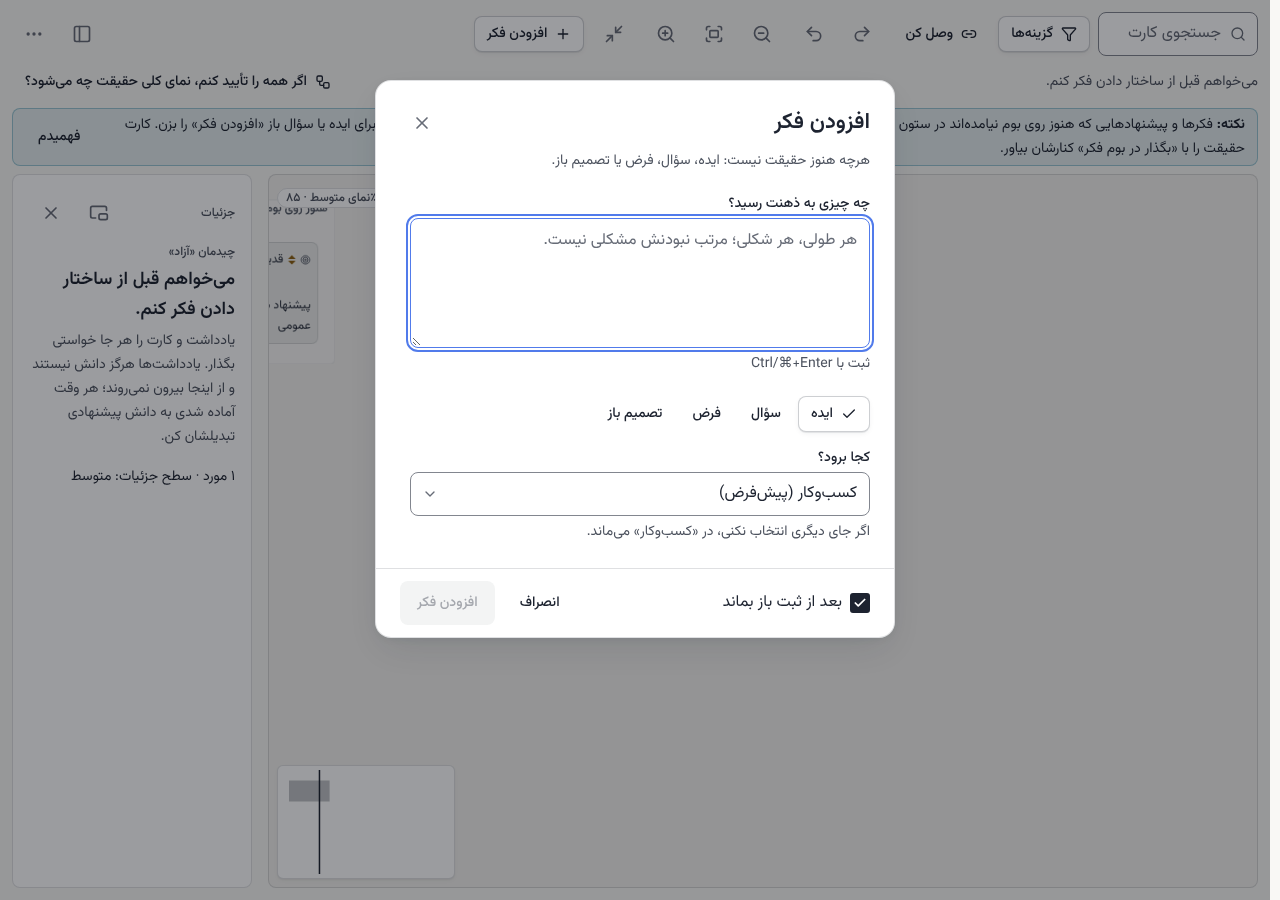 جستجوی کارت
گزینه‌ها
وصل کن
افزودن فکر
می‌خواهم قبل از ساختار دادن فکر کنم.
اگر همه را تأیید کنم، نمای کلی حقیقت چه می‌شود؟
نکته: فکرها و پیشنهادهایی که هنوز روی بوم نیامده‌اند در ستون
برای ایده یا سؤال باز «افزودن فکر» را بزن. کارت
حقیقت را با «بگذار در بوم فکر» کنارشان بیاور.
فهمیدم
افزودن فکر
هرچه هنوز حقیقت نیست: ایده، سؤال، فرض یا تصمیم باز.
چه چیزی به ذهنت رسید؟
هر طولی، هر شکلی؛ مرتب نبودنش مشکلی نیست.
ثبت با Ctrl/⌘+Enter
ایده
سؤال
فرض
تصمیم باز
کجا برود؟
کسب‌وکار (پیش‌فرض)
اگر جای دیگری انتخاب نکنی، در «کسب‌وکار» می‌ماند.
بعد از ثبت باز بماند
انصراف
افزودن فکر
نمای متوسط · ۸۵٪
پیشنهاد
عمومی
جزئیات
چیدمان «آزاد»
می‌خواهم قبل از ساختار
دادن فکر کنم.
یادداشت و کارت را هر جا خواستی
بگذار. یادداشت‌ها هرگز دانش نیستند
و از اینجا بیرون نمی‌روند؛ هر وقت
آماده شدی به دانش پیشنهادی
تبدیلشان کن.
۱ مورد · سطح جزئیات: متوسط